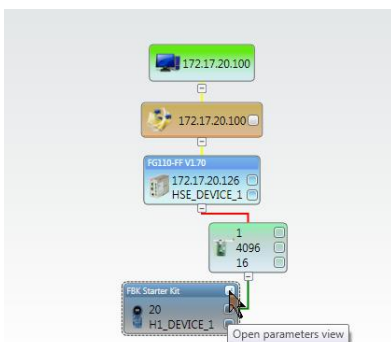 172.17.20.100
172.17.20.100
FG110-FF V1.70
172.17.20.126
HSE_DEVICE_1
1
4096
16
FBK Starter Kit
20
H1_DEVICE_1
Open parameters view